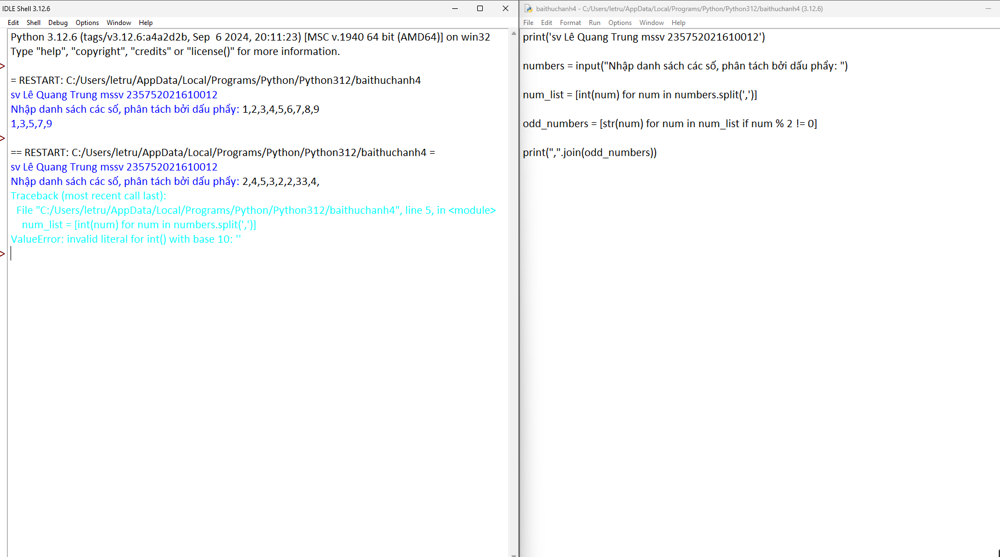 IDLE Shell 3.12.6
Edit Shell Debug Options Window Help
Python 3.12.6 (tags/v3.12.6:a4a2d2b, Sep  6 2024, 20:11:23) [MSC v.1940 64 bit (AMD64)] on win32
Type "help", "copyright", "credits" or "license()" for more information.
>
= RESTART: C:/Users/letru/AppData/Local/Programs/Python/Python312/baithuchanh4
sv Lê Quang Trung mssv 235752021610012
Nhập danh sách các số, phân tách bởi dấu phẩy: 1,2,3,4,5,6,7,8,9
1,3,5,7,9
>
== RESTART: C:/Users/letru/AppData/Local/Programs/Python/Python312/baithuchanh4 =
sv Lê Quang Trung mssv 235752021610012
Nhập danh sách các số, phân tách bởi dấu phẩy: 2,4,5,3,2,2,33,4,
Traceback (most recent call last):
  File "C:/Users/letru/AppData/Local/Programs/Python/Python312/baithuchanh4", line 5, in <module>
    num_list = [int(num) for num in numbers.split(',')]
ValueError: invalid literal for int() with base 10: ''
>
baithuchanh4 - C:/Users/letru/AppData/Local/Programs/Python/Python312/baithuchanh4 (3.12.6)
File Edit Format Run Options Window Help
print('sv Lê Quang Trung mssv 235752021610012')
numbers = input("Nhập danh sách các số, phân tách bởi dấu phẩy: ")
num_list = [int(num) for num in numbers.split(',')]
odd_numbers = [str(num) for num in num_list if num % 2 != 0]
print(",".join(odd_numbers))